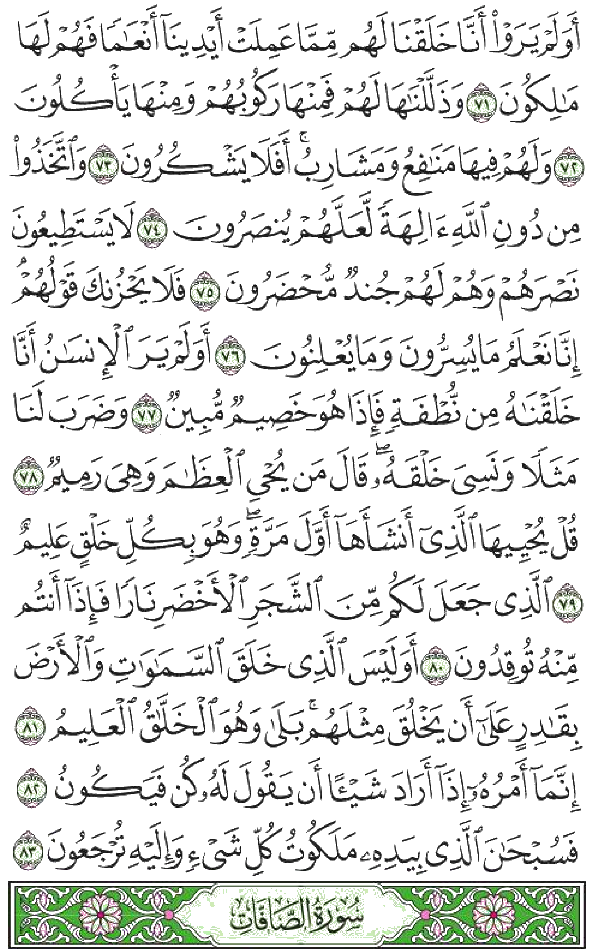 أَوَلَمْ يَرَوْا۟ أَنَّا خَلَقْنَا لَهُم مِّمَّا عَمِلَتْ أَيْدِينَآ أَنْعَٰمًا فَهُمْ لَهَا
مَٰلِكُونَ ٧١ وَذَلَّلْنَٰهَا لَهُمْ فَمِنْهَا رَكُوبُهُمْ وَمِنْهَا يَأْكُلُونَ
٧٢ وَلَهُمْ فِيهَا مَنَٰفِعُ وَمَشَارِبُ ۚ أَفَلَا يَشْكُرُونَ ٧٣ وَٱتَّخَذُوا۟
مِن دُونِ ٱللَّهِ ءَالِهَةً لَّعَلَّهُمْ يُنصَرُونَ ٧٤ لَا يَسْتَطِيعُونَ
نَصْرَهُمْ وَهُمْ لَهُمْ جُندٌ مُّحْضَرُونَ ٧٥ فَلَا يَحْزُنكَ قَوْلُهُمْ ۘ
إِنَّا نَعْلَمُ مَا يُسِرُّونَ وَمَا يُعْلِنُونَ ٧٦ أَوَلَمْ يَرَ ٱلْإِنسَٰنُ أَنَّا
خَلَقْنَٰهُ مِن نُّطْفَةٍ فَإِذَا هُوَ خَصِيمٌ مُّبِينٌ ٧٧ وَضَرَبَ لَنَا
مَثَلًا وَنَسِىَ خَلْقَهُۥ ۖ قَالَ مَن يُحْىِ ٱلْعِظَٰمَ وَهِىَ رَمِيمٌ ٧٨
قُلْ يُحْيِيهَا ٱلَّذِىٓ أَنشَأَهَآ أَوَّلَ مَرَّةٍ ۖ وَهُوَ بِكُلِّ خَلْقٍ عَلِيمٌ
٧٩ ٱلَّذِى جَعَلَ لَكُم مِّنَ ٱلشَّجَرِ ٱلْأَخْضَرِ نَارًا فَإِذَآ أَنتُم
مِّنْهُ تُوقِدُونَ ٨٠ أَوَلَيْسَ ٱلَّذِى خَلَقَ ٱلسَّمَٰوَٰتِ وَٱلْأَرْضَ
بِقَٰدِرٍ عَلَىٰٓ أَن يَخْلُقَ مِثْلَهُم ۚ بَلَىٰ وَهُوَ ٱلْخَلَّٰقُ ٱلْعَلِيمُ ٨١
إِنَّمَآ أَمْرُهُۥٓ إِذَآ أَرَادَ شَيْـًٔا أَن يَقُولَ لَهُۥ كُن فَيَكُونُ ٨٢
فَسُبْحَٰنَ ٱلَّذِى بِيَدِهِۦ مَلَكُوتُ كُلِّ شَىْءٍ وَإِلَيْهِ تُرْجَعُونَ ٨٣
سُورَةُ الصَّافَّاتِ